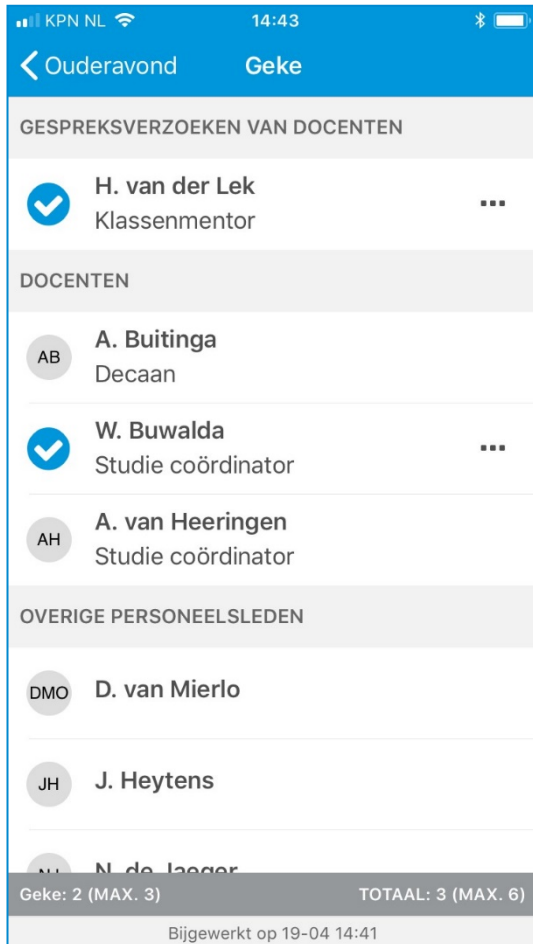 KPN NL 14:43
Ouderavond Geke
GESPREKSVERZOEKEN VAN DOCENTEN
H. van der Lek
Klassenmentor
DOCENTEN
AB
A. Buitinga
Decaan
W. Buwalda
Studie coördinator
AH
A. van Heeringen
Studie coördinator
OVERIGE PERSONEELSLEDEN
DMO
D. van Mierlo
JH
J. Heytens
N. de Jaeger
Geke: 2 (MAX. 3) TOTAAL: 3 (MAX. 6)
Bijgewerkt op 19-04 14:41